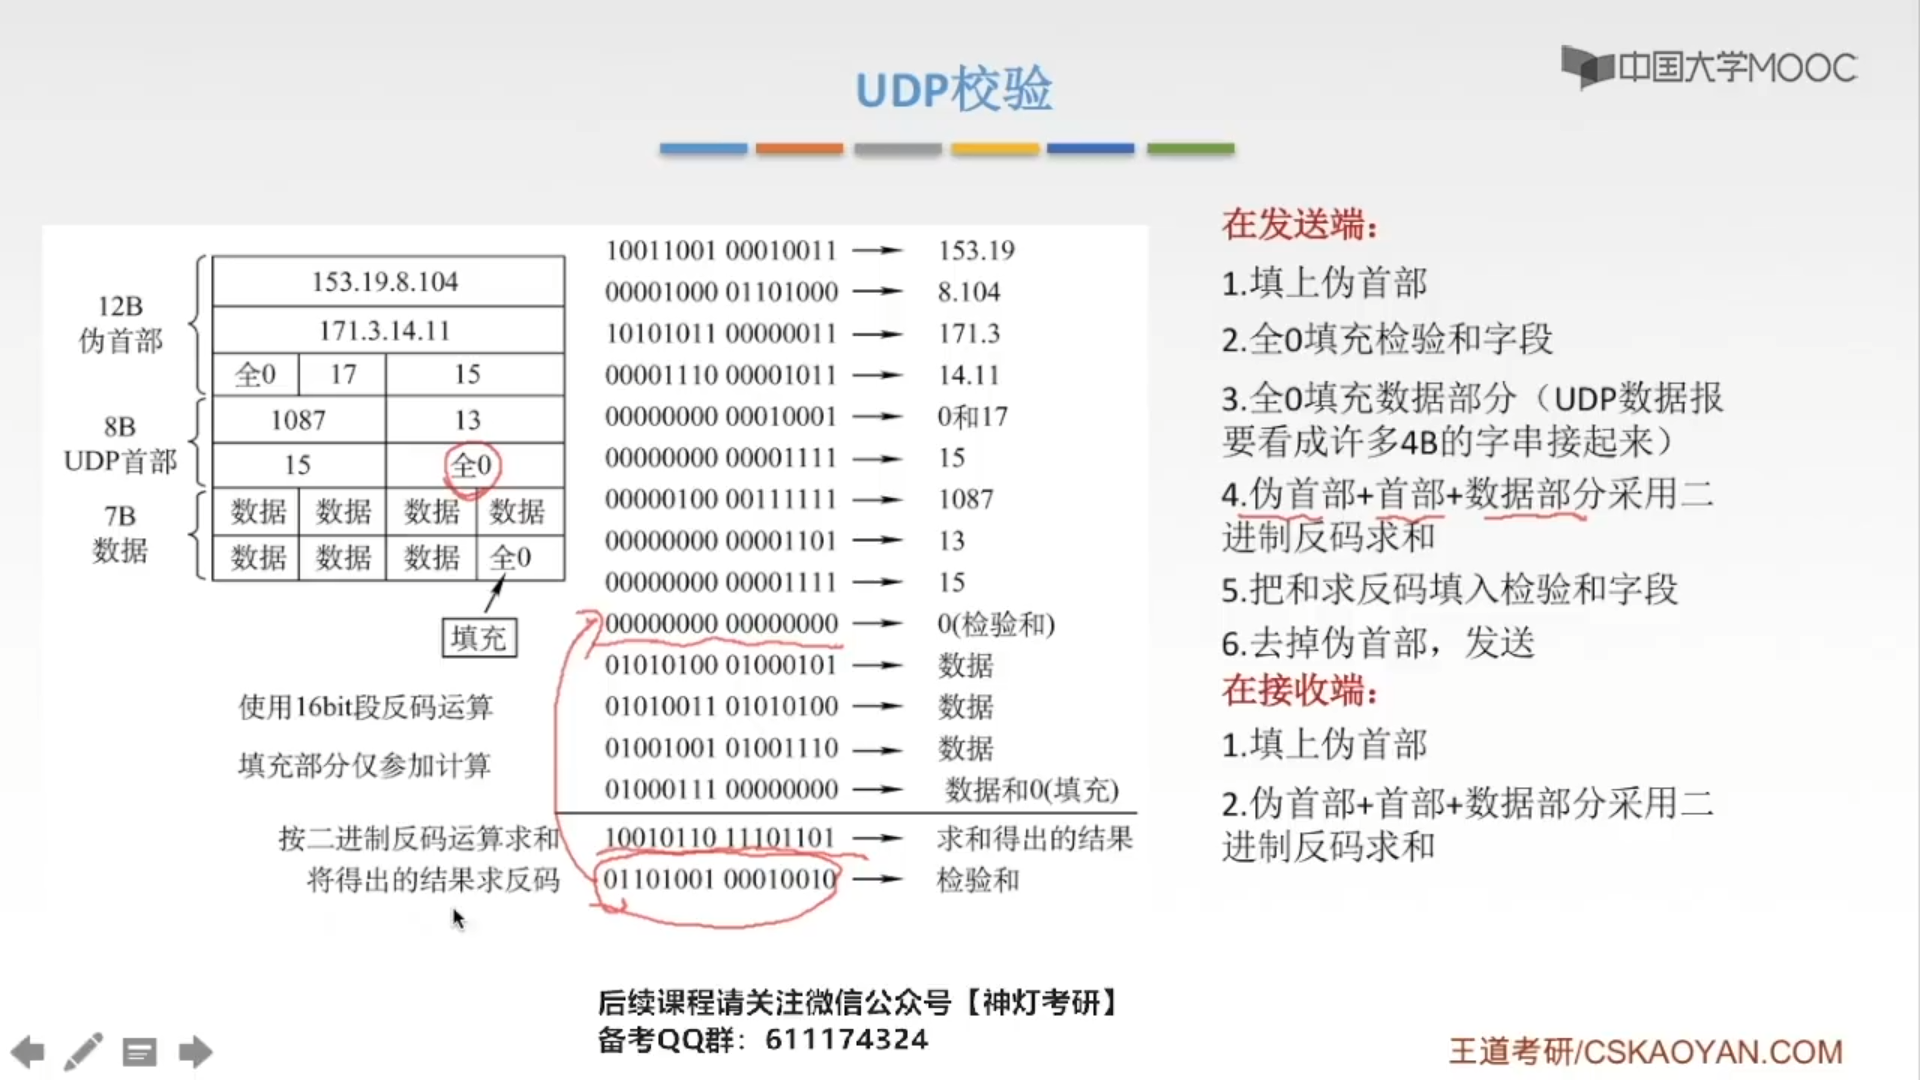 UDP校验
中国大学MOOC
12B
伪首部
8B
UDP首部
7B
数据
153.19.8.104
171.3.14.11
全0 17 15
1087 13
15 全0
数据 数据 数据 数据
数据 数据 数据 全0
填充
使用16bit段反码运算
填充部分仅参加计算
10011001 00010011 → 153.19
00001000 01101000 → 8.104
10101011 00000011 → 171.3
00001110 00001011 → 14.11
00000000 00010001 → 0和17
00000000 00001111 → 15
00000100 00111111 → 1087
00000000 00001101 → 13
00000000 00001111 → 15
00000000 00000000 → 0(检验和)
01010100 01000101 → 数据
01010011 01010100 → 数据
01001001 01001110 → 数据
01000111 00000000 → 数据和0(填充)
按二进制反码运算求和 10010110 11101101 → 求和得出的结果
将得出的结果求反码 01101001 00010010 → 检验和
在发送端：
1.填上伪首部
2.全0填充检验和字段
3.全0填充数据部分（UDP数据报
要看成许多4B的字串接起来）
4.伪首部+首部+数据部分采用二
进制反码求和
5.把和求反码填入检验和字段
6.去掉伪首部，发送
在接收端：
1.填上伪首部
2.伪首部+首部+数据部分采用二
进制反码求和
后续课程请关注微信公众号【神灯考研】
备考QQ群：611174324
王道考研/CSKAOYAN.COM